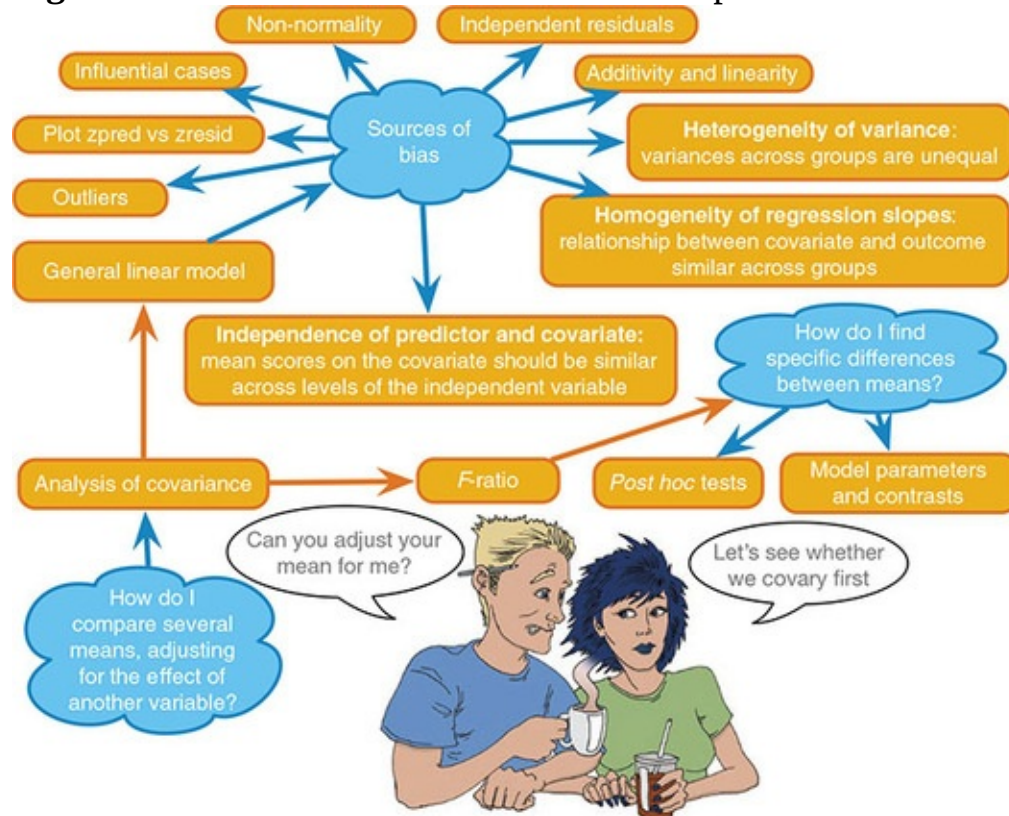 Non-normality
Independent residuals
Influential cases
Additivity and linearity
Plot zpred vs zresid
Sources of
bias
Heterogeneity of variance:
variances across groups are unequal
Outliers
Homogeneity of regression slopes:
relationship between covariate and outcome
similar across groups
General linear model
Independence of predictor and covariate:
mean scores on the covariate should be similar
across levels of the independent variable
How do I find
specific differences
between means?
Analysis of covariance
F-ratio
Post hoc tests
Model parameters
and contrasts
Can you adjust your
mean for me?
Let's see whether
we covary first
How do I
compare several
means, adjusting
for the effect of
another variable?